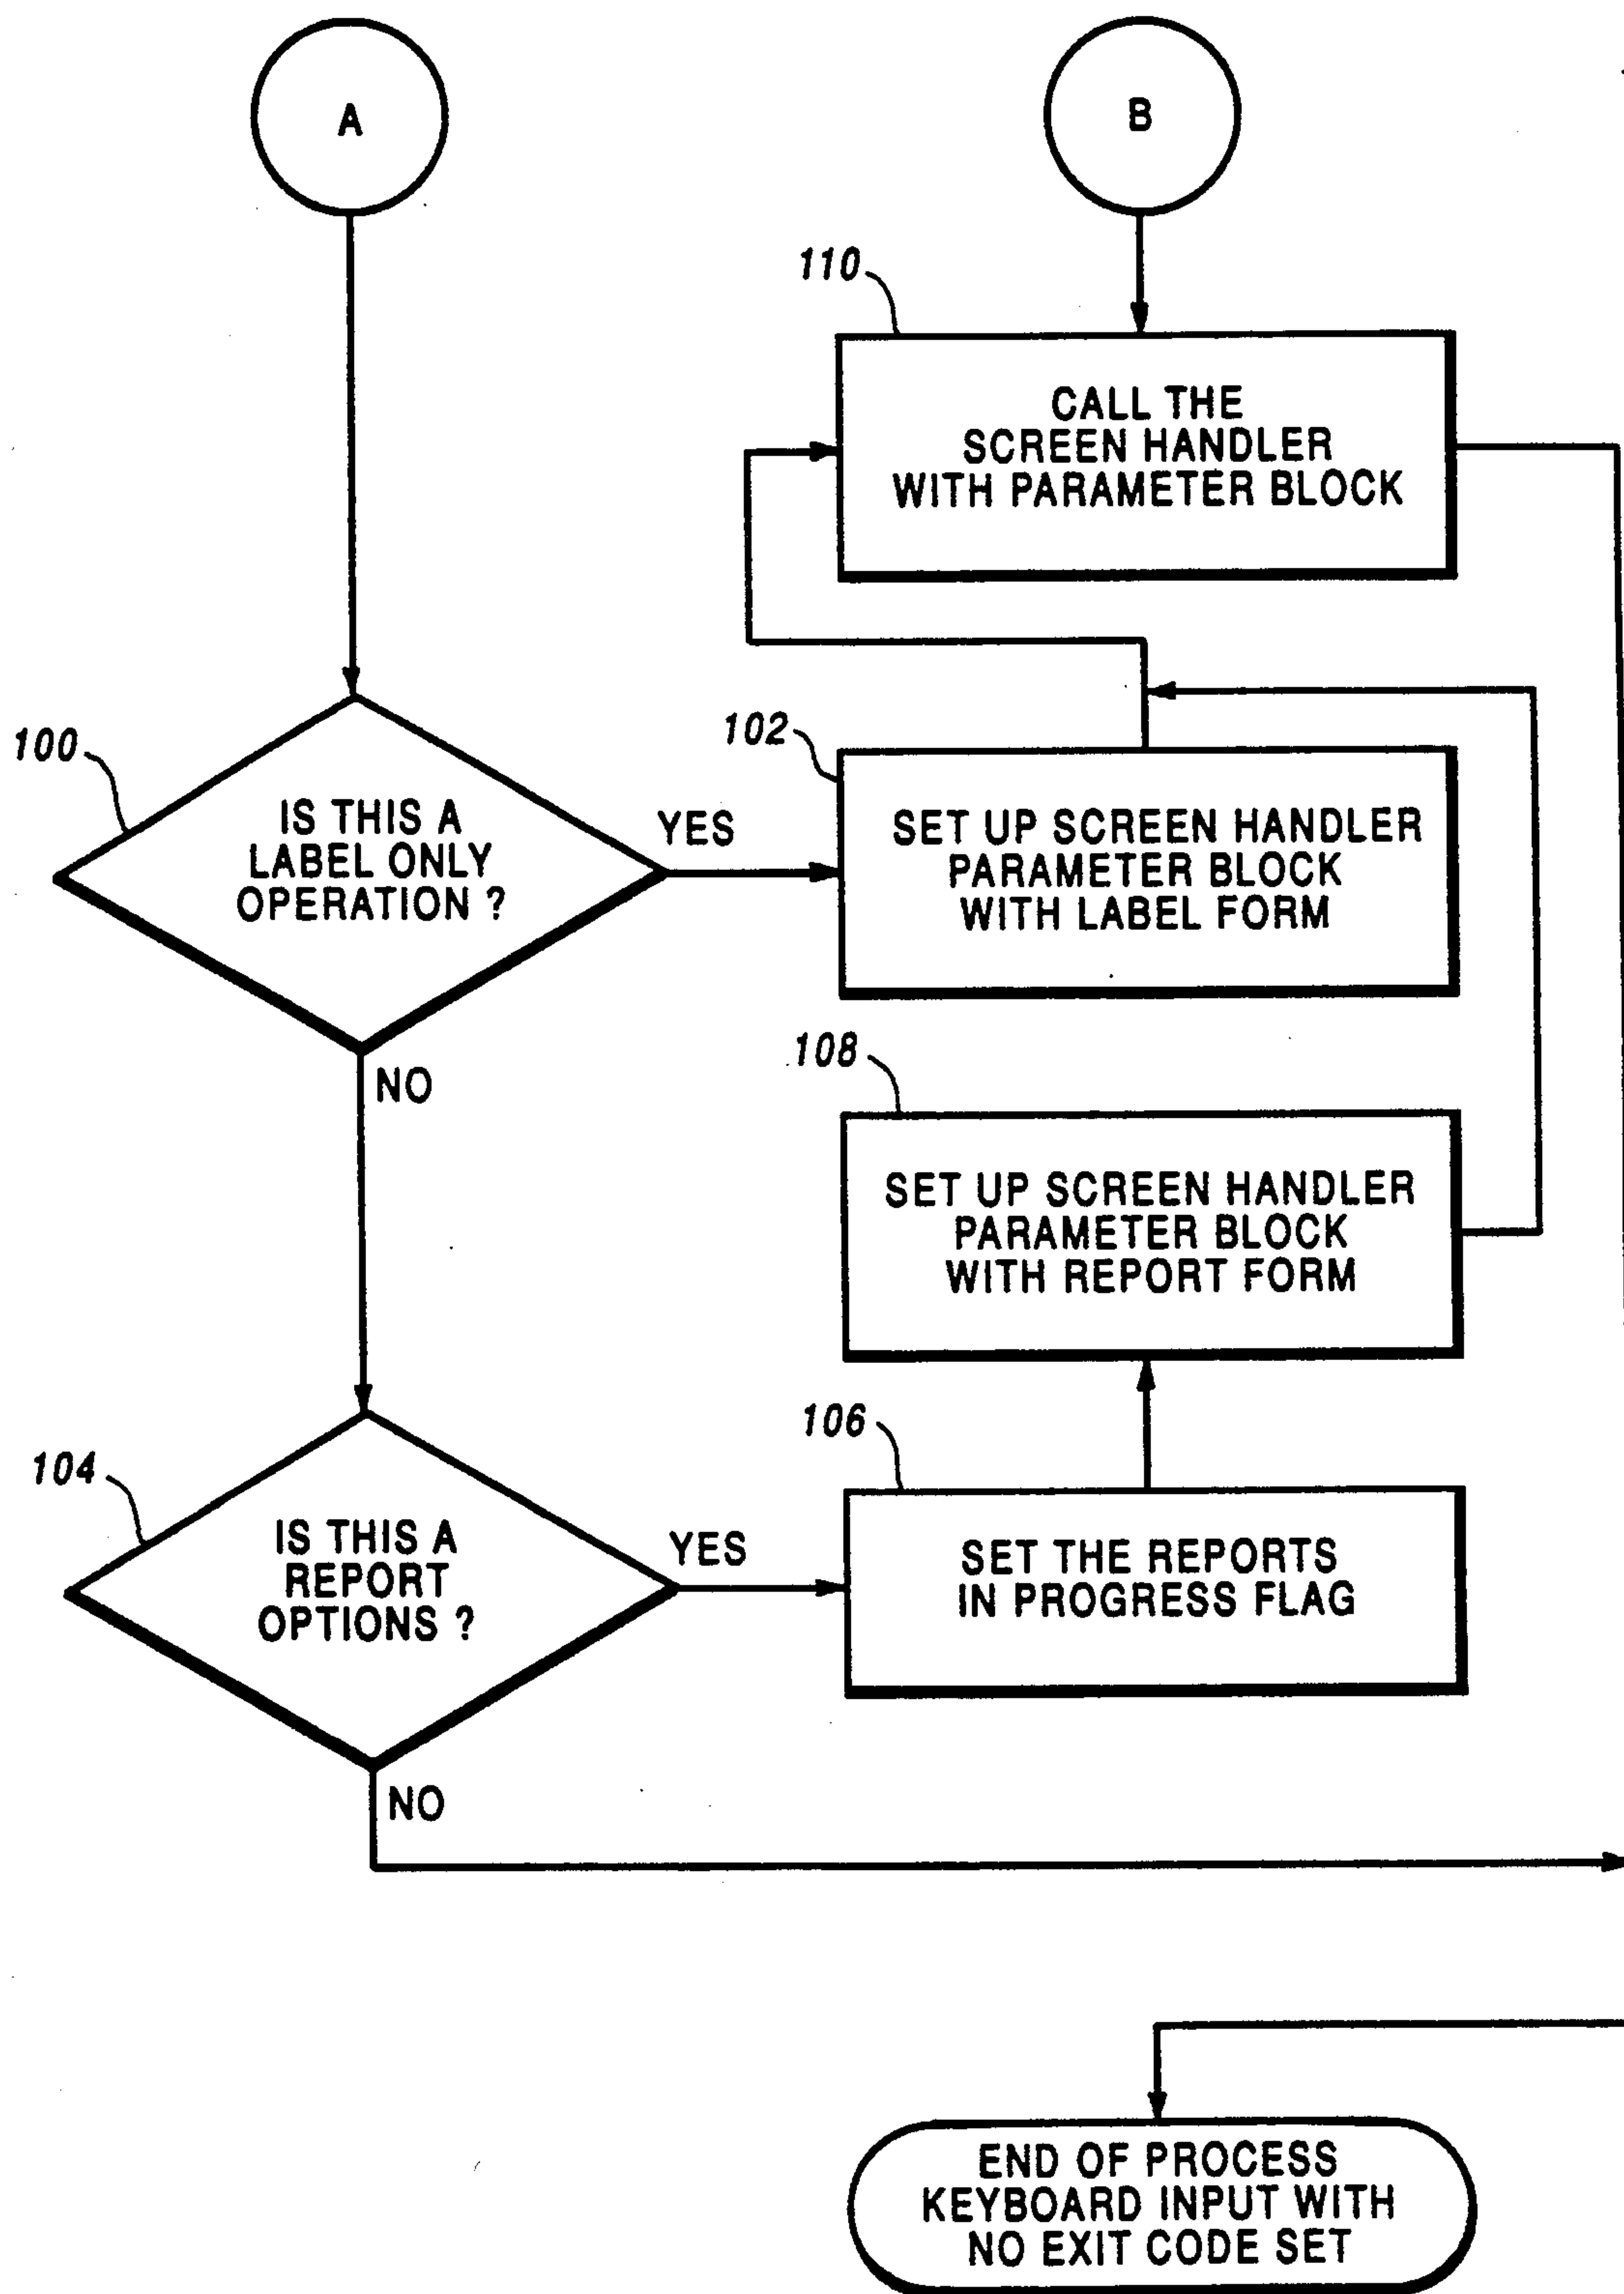 A
B
110
CALL THE
SCREEN HANDLER
WITH PARAMETER BLOCK
100
IS THIS A
LABEL ONLY
OPERATION ?
YES
NO
102
SET UP SCREEN HANDLER
PARAMETER BLOCK
WITH LABEL FORM
108
SET UP SCREEN HANDLER
PARAMETER BLOCK
WITH REPORT FORM
104
IS THIS A
REPORT
OPTIONS ?
YES
NO
106
SET THE REPORTS
IN PROGRESS FLAG
END OF PROCESS
KEYBOARD INPUT WITH
NO EXIT CODE SET